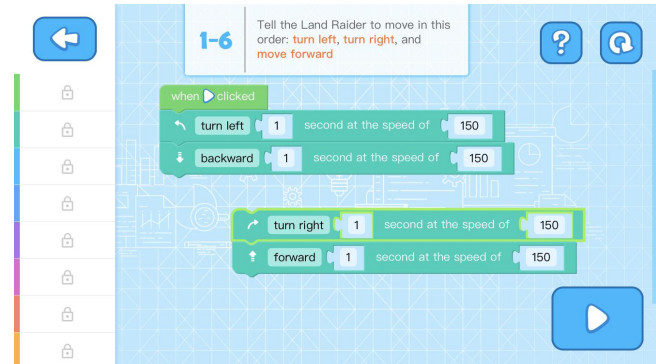 1-6
Tell the Land Raider to move in this
order: turn left, turn right, and
move forward
when clicked
turn left 1 second at the speed of 150
backward 1 second at the speed of 150
turn right 1 second at the speed of 150
forward 1 second at the speed of 150